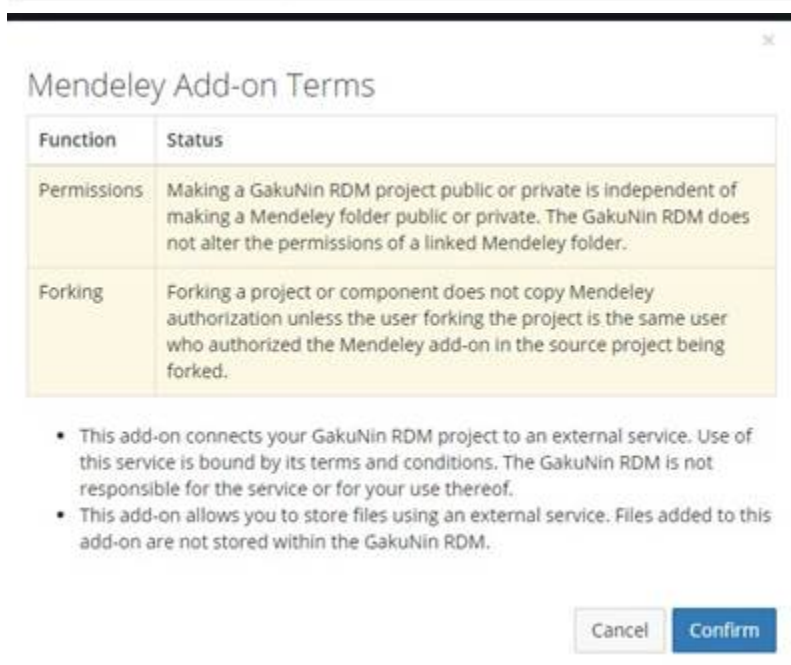 Mendeley Add-on Terms
Function Status
Permissions Making a GakuNin RDM project public or private is independent of
making a Mendeley folder public or private. The GakuNin RDM does
not alter the permissions of a linked Mendeley folder.
Forking Forking a project or component does not copy Mendeley
authorization unless the user forking the project is the same user
who authorized the Mendeley add-on in the source project being
forked.
• This add-on connects your GakuNin RDM project to an external service. Use of
this service is bound by its terms and conditions. The GakuNin RDM is not
responsible for the service or for your use thereof.
• This add-on allows you to store files using an external service. Files added to this
add-on are not stored within the GakuNin RDM.
Cancel Confirm